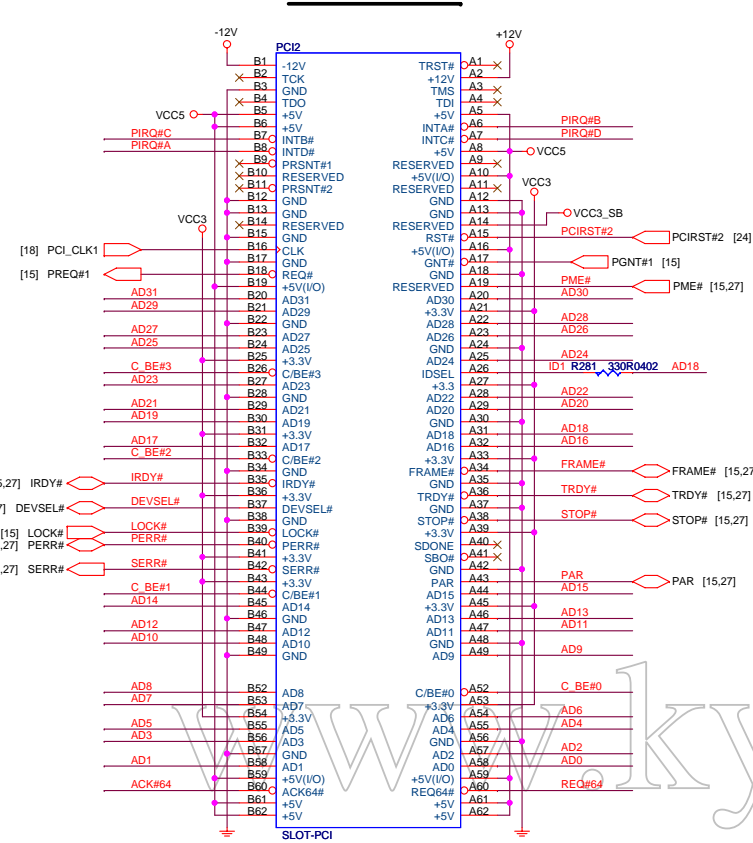 -12V +12V
PCI2
B1 -12V TRST# A1
B2 TCK +12V A2
B3 GND TMS A3
B4 TDO TDI A4
VCC5 B5 +5V +5V A5
B6 +5V INTA# A6 PIRQ#B
PIRQ#C B7 INTB# INTC# A7 PIRQ#D
PIRQ#A B8 INTD# +5V A8 VCC5
B9 PRSNT#1 RESERVED A9
B10 RESERVED +5V(I/O) A10
B11 PRSNT#2 RESERVED A11 VCC3
B12 GND GND A12
B13 GND GND A13 VCC3_SB
VCC3 B14 RESERVED RESERVED A14
B15 GND RST# A15 PCIRST#2 PCIRST#2 [24]
[18] PCI_CLK1 B16 CLK +5V(I/O) A16
B17 GND GNT# A17 PGNT#1 [15]
[15] PREQ#1 B18 REQ# GND A18
B19 +5V(I/O) RESERVED A19 PME# PME# [15,27]
AD31 B20 AD31 AD30 A20 AD30
AD29 B21 AD29 +3.3V A21
B22 GND AD28 A22 AD28
AD27 B23 AD27 AD26 A23 AD26
AD25 B24 AD25 GND A24
B25 +3.3V AD24 A25 AD24
C_BE#3 B26 C/BE#3 IDSEL A26 ID1 R281 330R0402 AD18
AD23 B27 AD23 +3.3 A27
B28 GND AD22 A28 AD22
AD21 B29 AD21 AD20 A29 AD20
AD19 B30 AD19 GND A30
B31 +3.3V AD18 A31 AD18
AD17 B32 AD17 AD16 A32 AD16
C_BE#2 B33 C/BE#2 +3.3V A33
B34 GND FRAME# A34 FRAME# FRAME# [15,27
5,27] IRDY# IRDY# B35 IRDY# GND A35
B36 +3.3V TRDY# A36 TRDY# TRDY# [15,27]
7] DEVSEL# DEVSEL# B37 DEVSEL# GND A37
B38 GND STOP# A38 STOP# STOP# [15,27]
[15] LOCK# LOCK# B39 LOCK# +3.3V A39
,27] PERR# PERR# B40 PERR# SDONE A40
B41 +3.3V SBO# A41
,27] SERR# SERR# B42 SERR# GND A42
B43 +3.3V PAR A43 PAR PAR [15,27]
C_BE#1 B44 C/BE#1 AD15 A44 AD15
AD14 B45 AD14 +3.3V A45
B46 GND AD13 A46 AD13
AD12 B47 AD12 AD11 A47 AD11
AD10 B48 AD10 GND A48
B49 GND AD9 A49 AD9
AD8 B52 AD8 C/BE#0 A52 C_BE#0
AD7 B53 AD7 +3.3V A53
B54 +3.3V AD6 A54 AD6
AD5 B55 AD5 AD4 A55 AD4
AD3 B56 AD3 GND A56
B57 GND AD2 A57 AD2
AD1 B58 AD1 AD0 A58 AD0
B59 +5V(I/O) +5V(I/O) A59
ACK#64 B60 ACK64# REQ64# A60 REQ#64
B61 +5V +5V A61
B62 +5V +5V A62
SLOT-PCI
www.ky